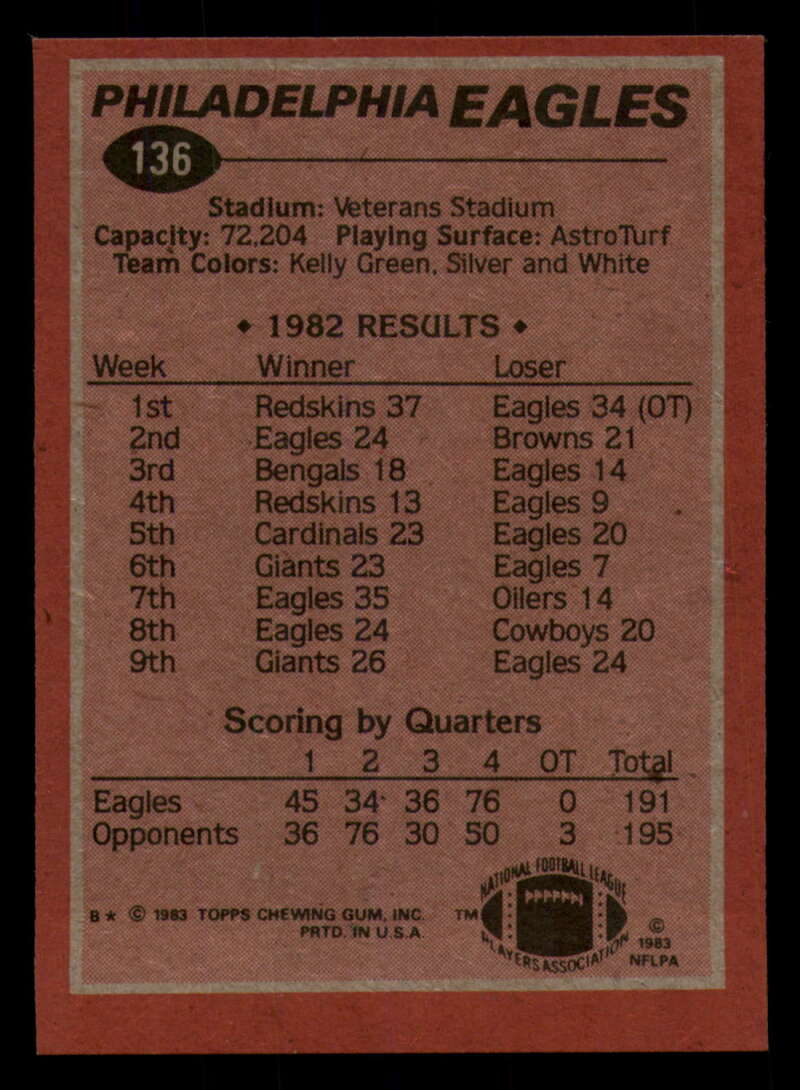 PHILADELPHIA EAGLES
136
Stadium: Veterans Stadium
Capacity: 72,204 Playing Surface: AstroTurf
Team Colors: Kelly Green, Silver and White
♦ 1982 RESULTS ♦
Week Winner Loser
1st Redskins 37 Eagles 34 (OT)
2nd Eagles 24 Browns 21
3rd Bengals 18 Eagles 14
4th Redskins 13 Eagles 9
5th Cardinals 23 Eagles 20
6th Giants 23 Eagles 7
7th Eagles 35 Oilers 14
8th Eagles 24 Cowboys 20
9th Giants 26 Eagles 24
Scoring by Quarters
1 2 3 4 OT Total
Eagles 45 34 36 76 0 191
Opponents 36 76 30 50 3 195
B★ © 1983 TOPPS CHEWING GUM, INC.
PRTD. IN U.S.A.
TM
NATIONAL FOOTBALL LEAGUE
PLAYERS ASSOCIATION
©
1983
NFLPA